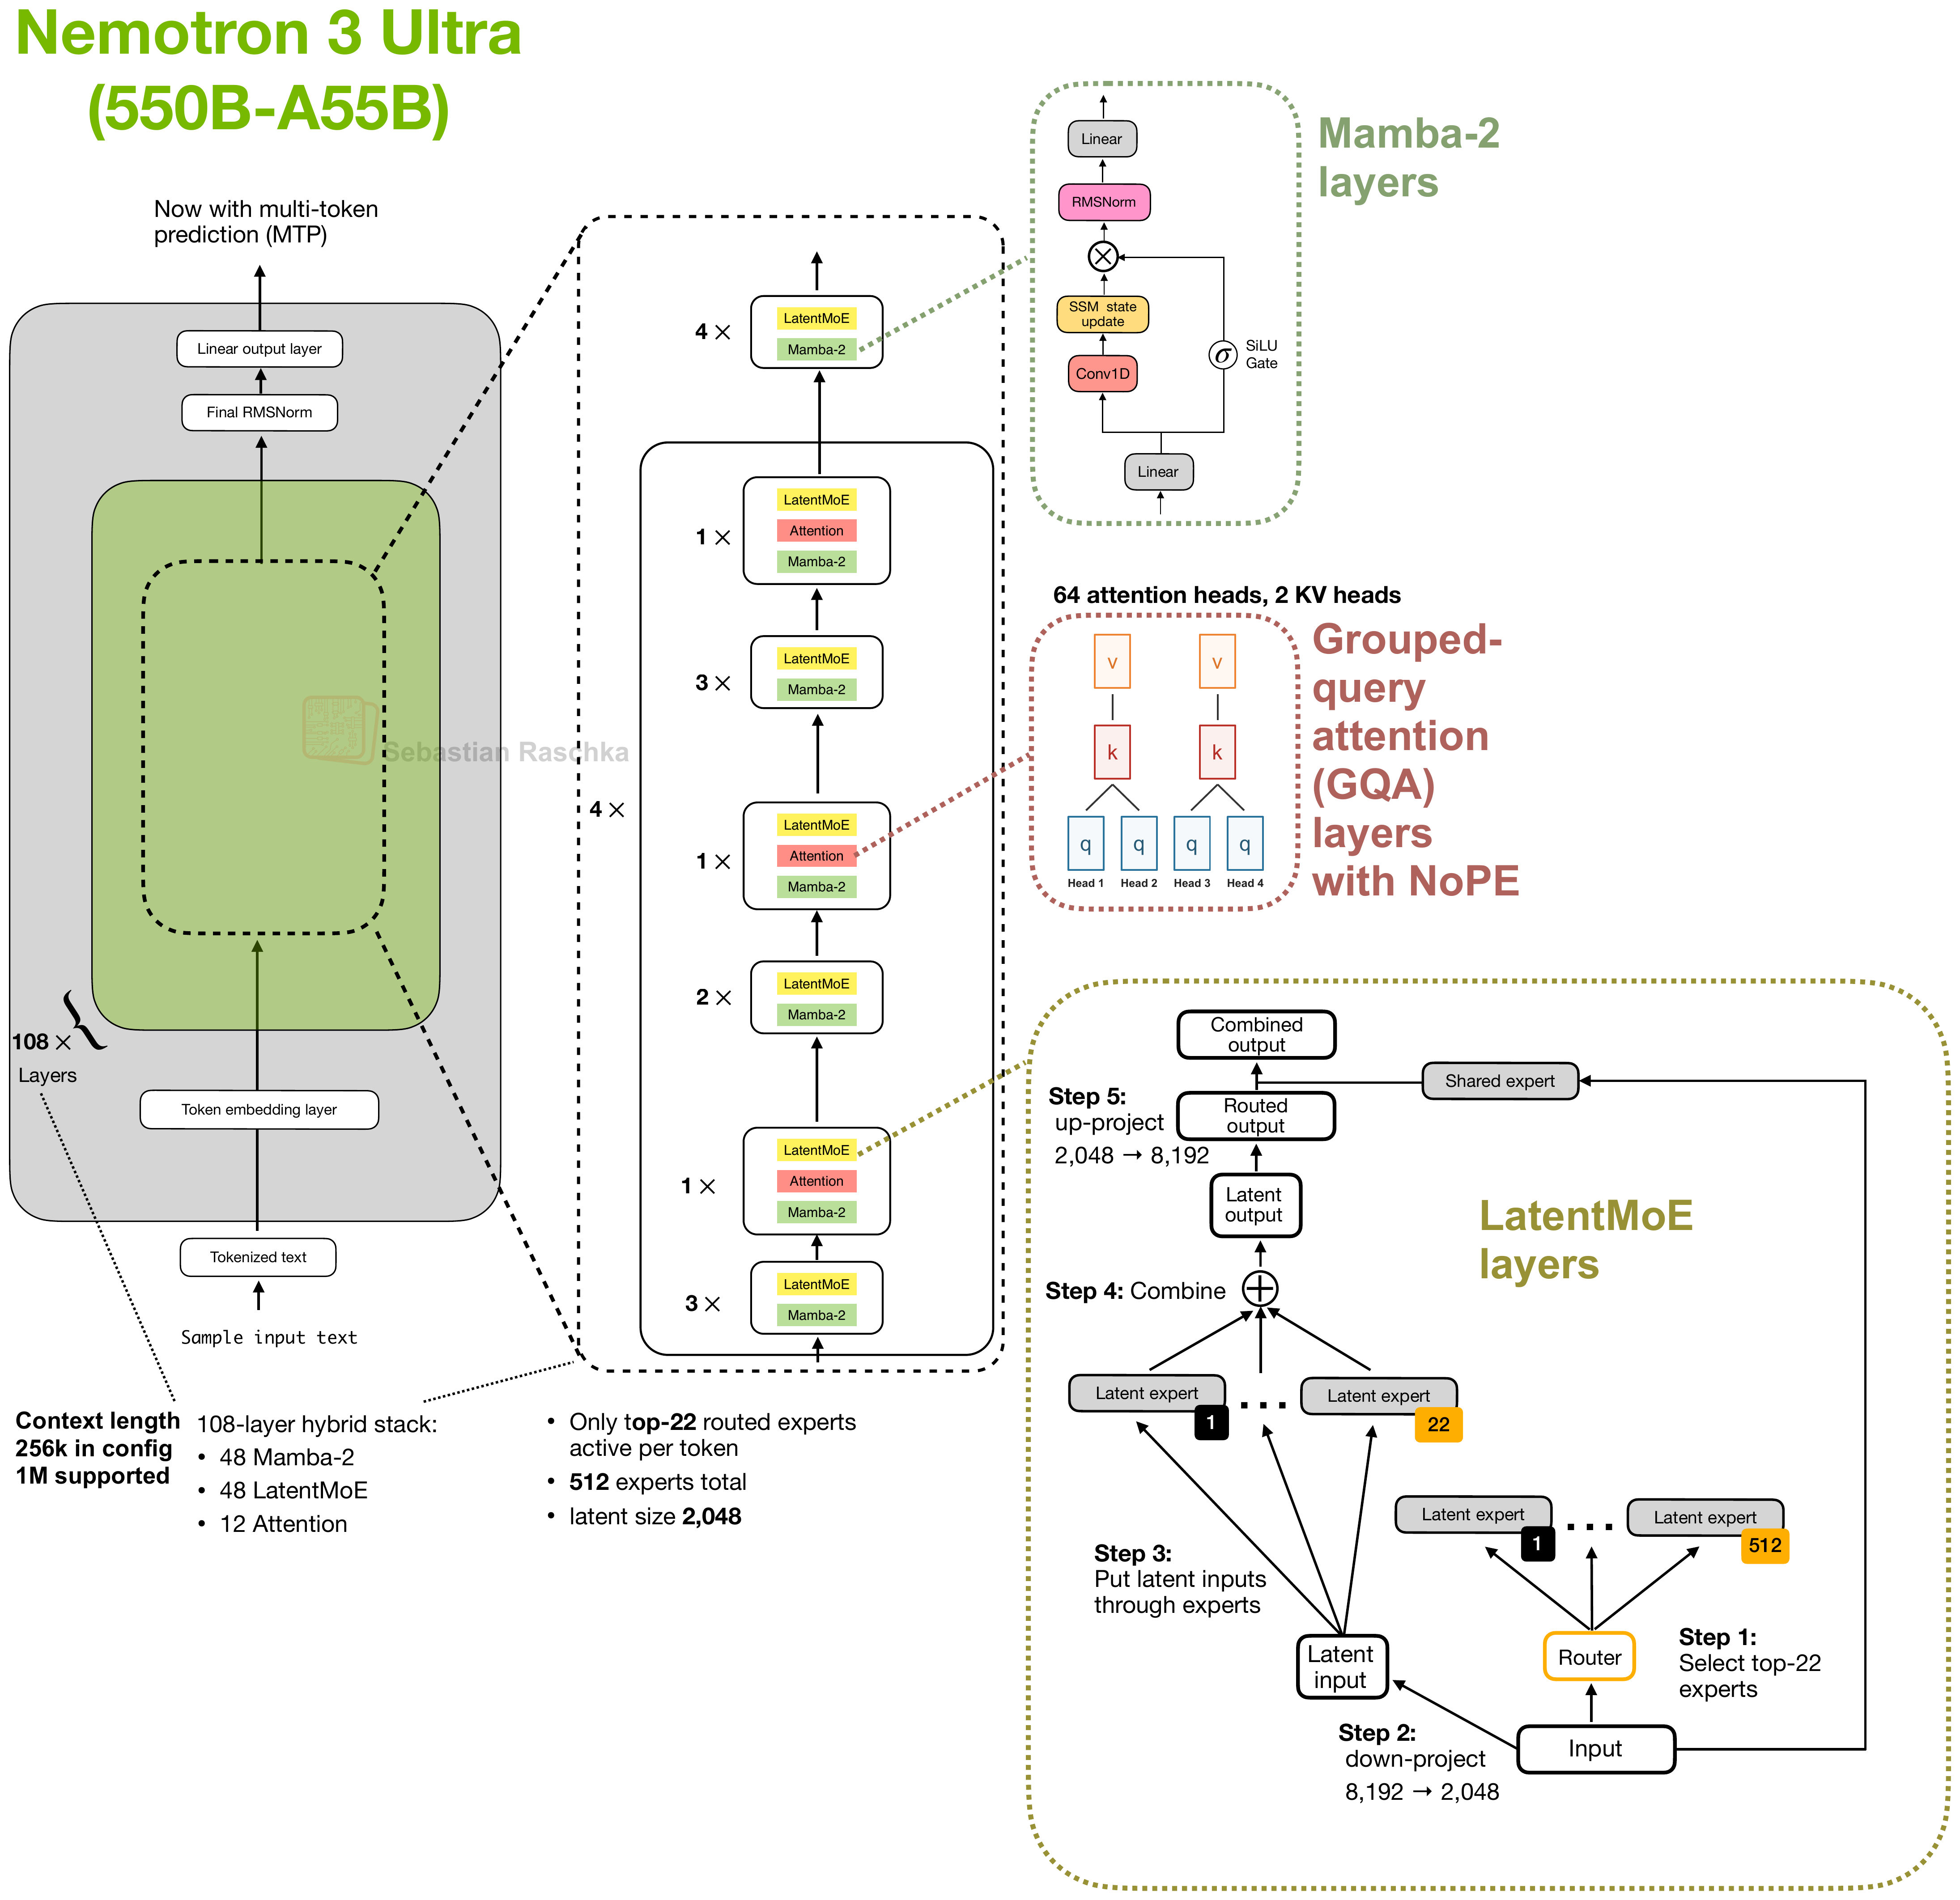 Nemotron 3 Ultra
(550B-A55B)
Now with multi-token
prediction (MTP)
Linear output layer
Final RMSNorm
Sebastian Raschka
108 ×
Layers
Token embedding layer
Tokenized text
Sample input text
Context length
256k in config
1M supported
108-layer hybrid stack:
• 48 Mamba-2
• 48 LatentMoE
• 12 Attention
4 ×
LatentMoE
Mamba-2
4 ×
1 ×
LatentMoE
Attention
Mamba-2
3 ×
LatentMoE
Mamba-2
1 ×
LatentMoE
Attention
Mamba-2
2 ×
LatentMoE
Mamba-2
1 ×
LatentMoE
Attention
Mamba-2
3 ×
LatentMoE
Mamba-2
• Only top-22 routed experts
active per token
• 512 experts total
• latent size 2,048
Mamba-2
layers
Linear
RMSNorm
SSM state
update
Conv1D
σ
SiLU
Gate
Linear
64 attention heads, 2 KV heads
Grouped-
query
attention
(GQA)
layers
with NoPE
v v
k k
q q q q
Head 1 Head 2 Head 3 Head 4
LatentMoE
layers
Combined
output
Shared expert
Step 5:
up-project
2,048 → 8,192
Routed
output
Latent
output
Step 4: Combine
Latent expert
1
...
Latent expert
22
Latent expert
1
...
Latent expert
512
Step 3:
Put latent inputs
through experts
Latent
input
Router
Step 1:
Select top-22
experts
Step 2:
down-project
8,192 → 2,048
Input